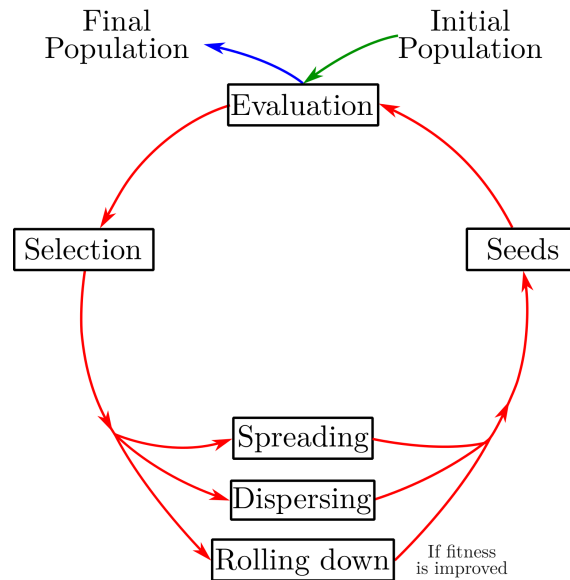 Final
Population
Initial
Population
Evaluation
Selection
Seeds
Spreading
Dispersing
Rolling down
If fitness
is improved